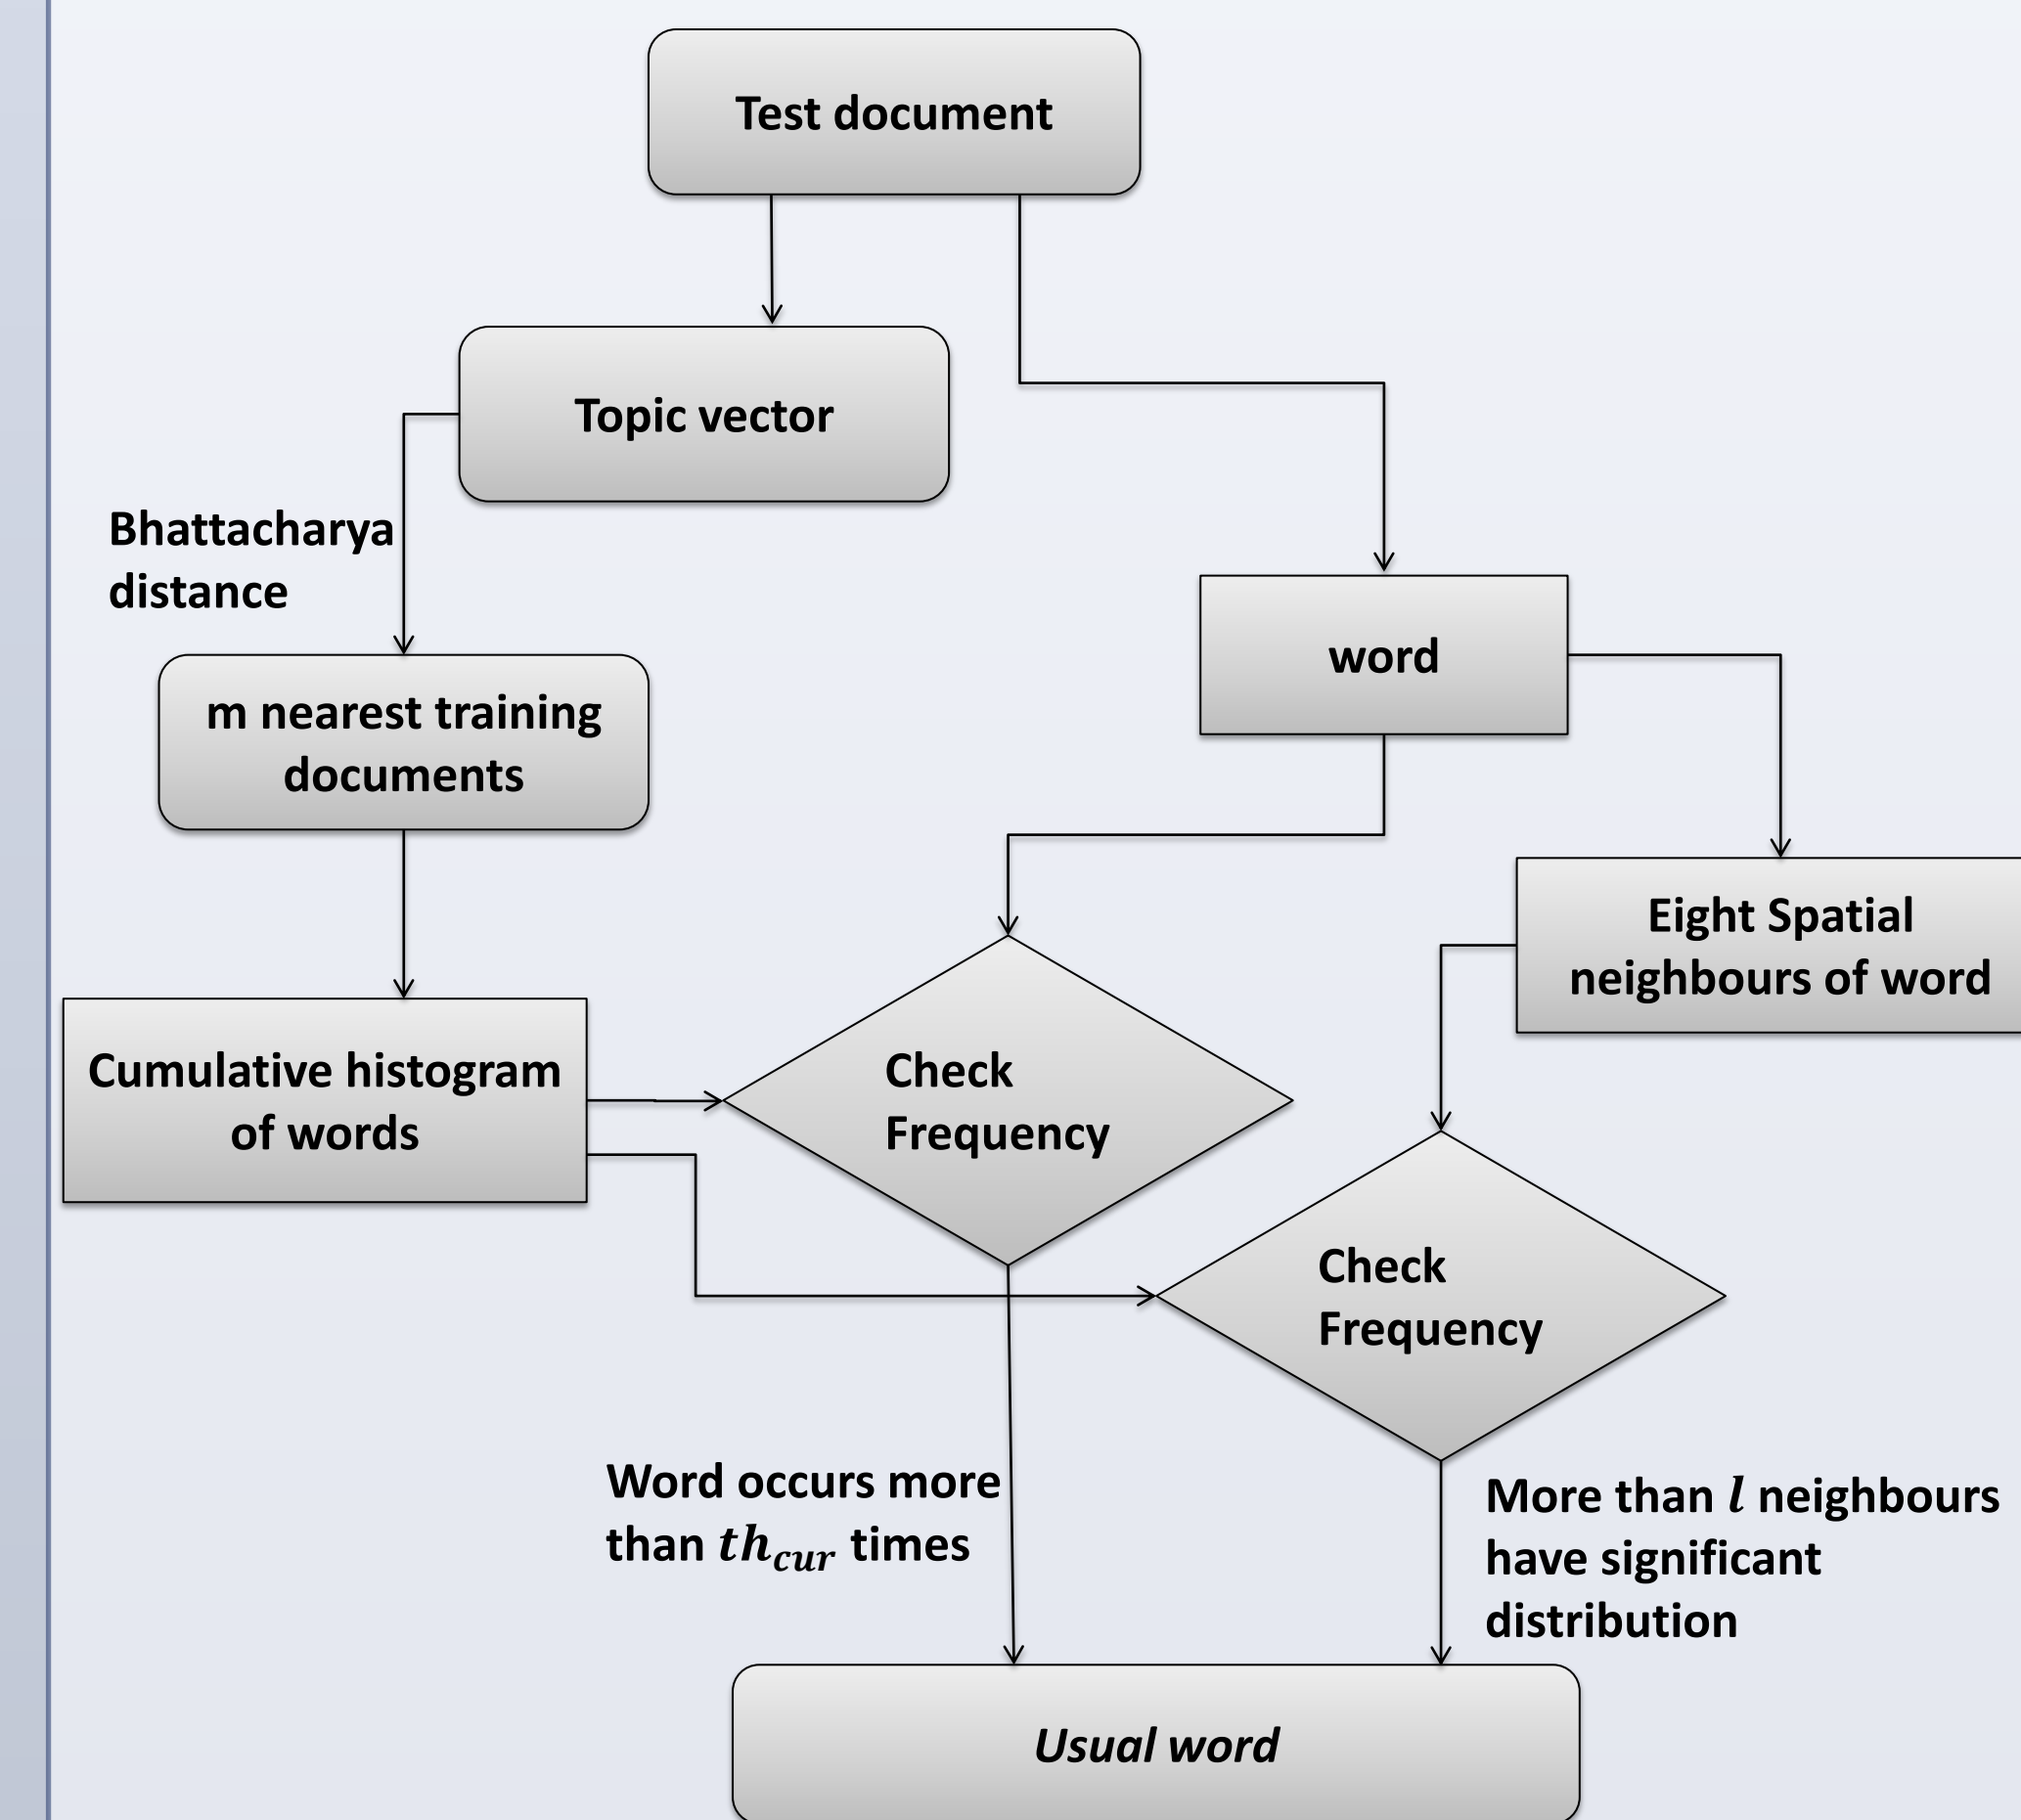 Test document
Topic vector
Bhattacharya
distance
word
m nearest training
documents
Eight Spatial
neighbours of word
Cumulative histogram
of words
Check
Frequency
Check
Frequency
Word occurs more
than th_cur times
More than l neighbours
have significant
distribution
Usual word